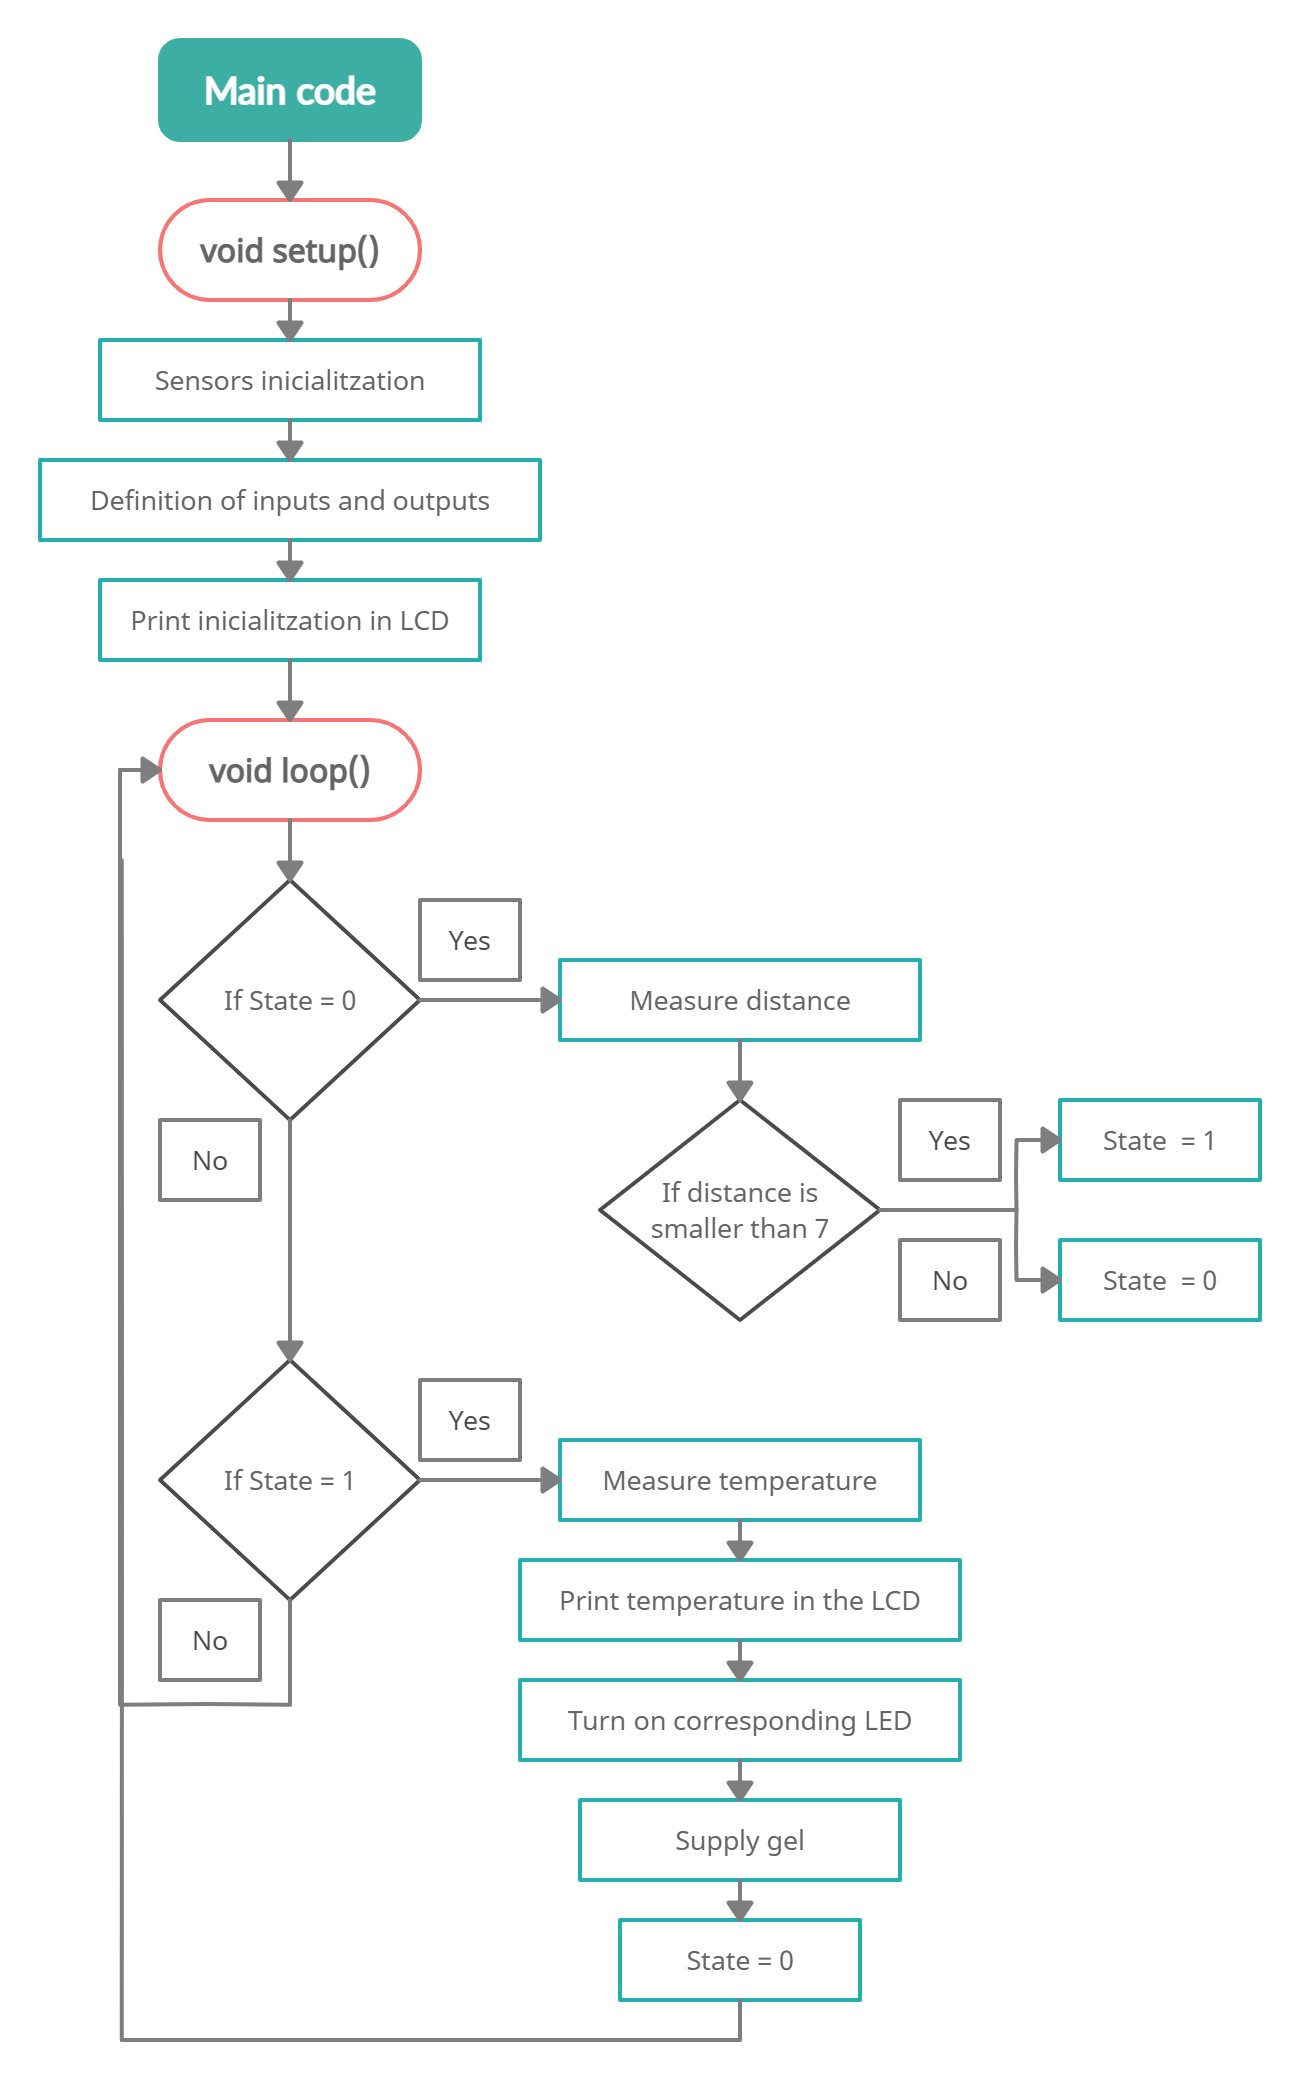 Main code
void setup()
Sensors inicialitzation
Definition of inputs and outputs
Print inicialitzation in LCD
void loop()
If State = 0
Yes
Measure distance
No
If distance is
smaller than 7
Yes
State  = 1
No
State  = 0
If State = 1
Yes
Measure temperature
No
Print temperature in the LCD
Turn on corresponding LED
Supply gel
State = 0